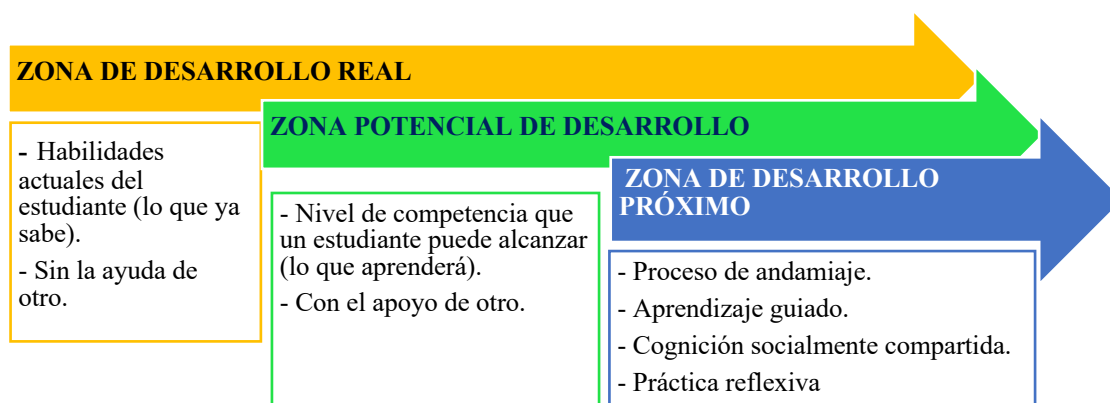 ZONA DE DESARROLLO REAL
- Habilidades
actuales del
estudiante (lo que ya
sabe).
- Sin la ayuda de
otro.
ZONA POTENCIAL DE DESARROLLO
- Nivel de competencia que
un estudiante puede alcanzar
(lo que aprenderá).
- Con el apoyo de otro.
ZONA DE DESARROLLO
PRÓXIMO
- Proceso de andamiaje.
- Aprendizaje guiado.
- Cognición socialmente compartida.
- Práctica reflexiva